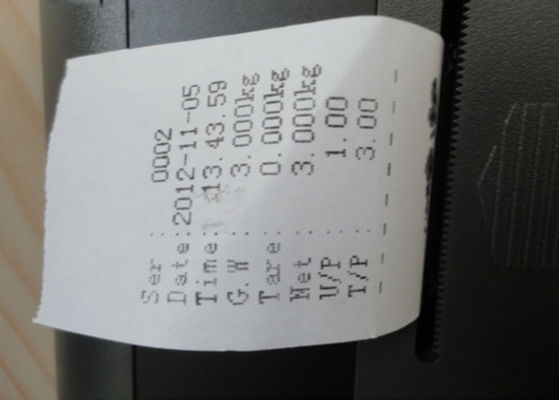 Ser : 0002
Date:2012-11-05
Time: 13.43.59
G.W : 3.000kg
Tare: 0.000kg
Net : 3.000kg
U/P : 1.00
T/P : 3.00
- - - - - -